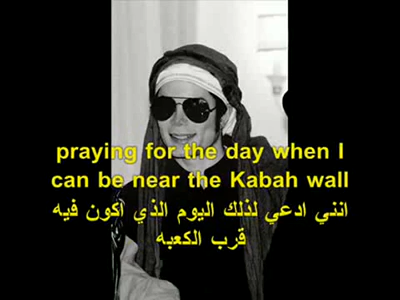 praying for the day when I
can be near the Kabah wall
انني ادعي لذلك اليوم الذي اكون فيه
قرب الكعبه